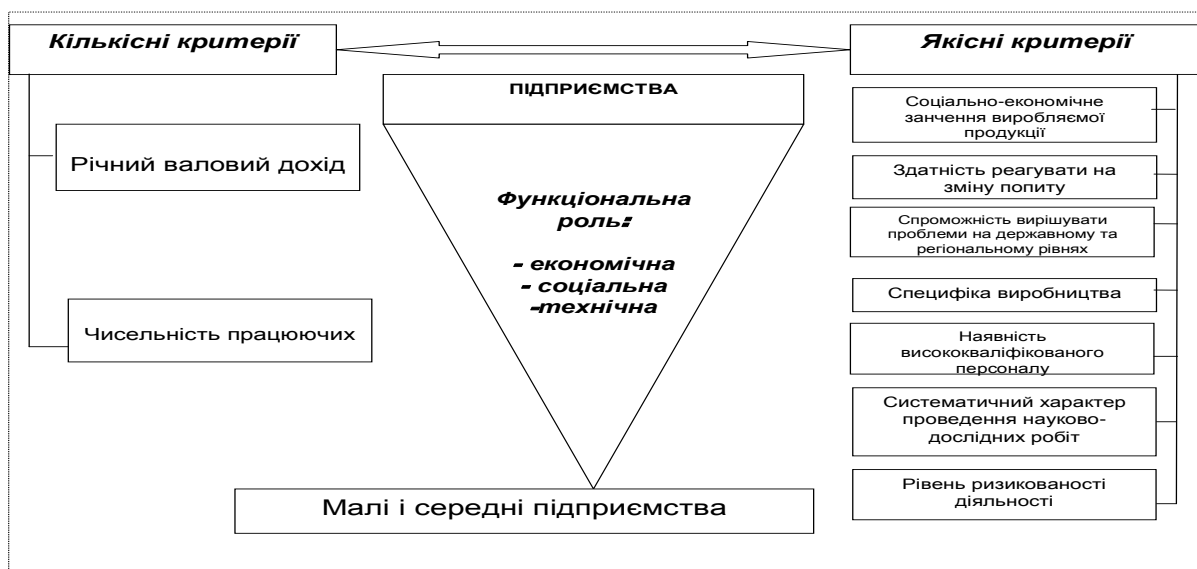 Кількісні критерії
Якісні критерії
ПІДПРИЄМСТВА
Річний валовий дохід
Чисельність працюючих
Функціональна
роль:
- економічна
- соціальна
-технічна
Малі і середні підприємства
Соціально-економічне
занчення виробляємої
продукції
Здатність реагувати на
зміну попиту
Спроможність вирішувати
проблеми на державному та
регіональному рівнях
Специфіка виробництва
Наявність
висококваліфікованого
персоналу
Систематичний характер
проведення науково-
дослідних робіт
Рівень ризикованості
діяльності